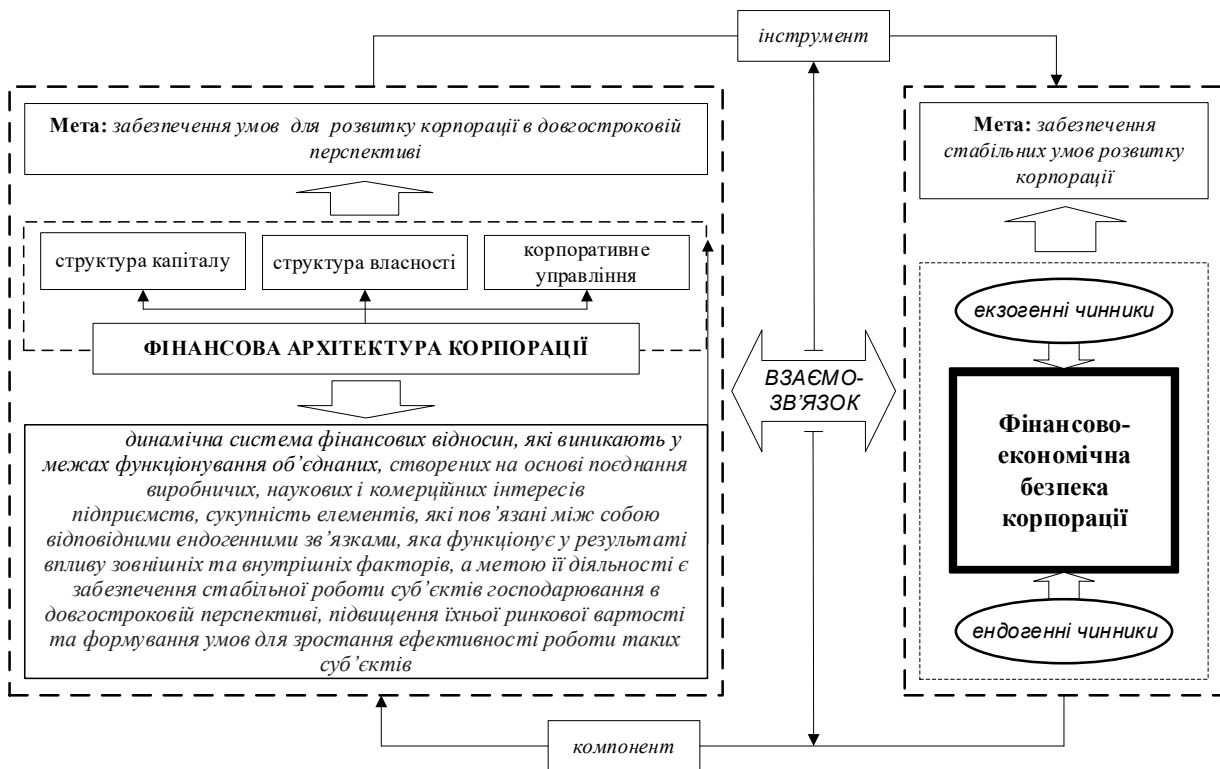 інструмент
Мета: забезпечення умов для розвитку корпорації в довгостроковій
перспективі
структура капіталу
структура власності
корпоративне
управління
ФІНАНСОВА АРХІТЕКТУРА КОРПОРАЦІЇ
динамічна система фінансових відносин, які виникають у
межах функціонування об’єднаних, створених на основі поєднання
виробничих, наукових і комерційних інтересів
підприємств, сукупність елементів, які пов’язані між собою
відповідними ендогенними зв’язками, яка функціонує у результаті
впливу зовнішніх та внутрішніх факторів, а метою її діяльності є
забезпечення стабільної роботи суб’єктів господарювання в
довгостроковій перспективі, підвищення їхньої ринкової вартості
та формування умов для зростання ефективності роботи таких
суб’єктів
ВЗАЄМО-
ЗВ’ЯЗОК
Мета: забезпечення
стабільних умов розвитку
корпорації
екзогенні чинники
Фінансово-
економічна
безпека
корпорації
ендогенні чинники
компонент